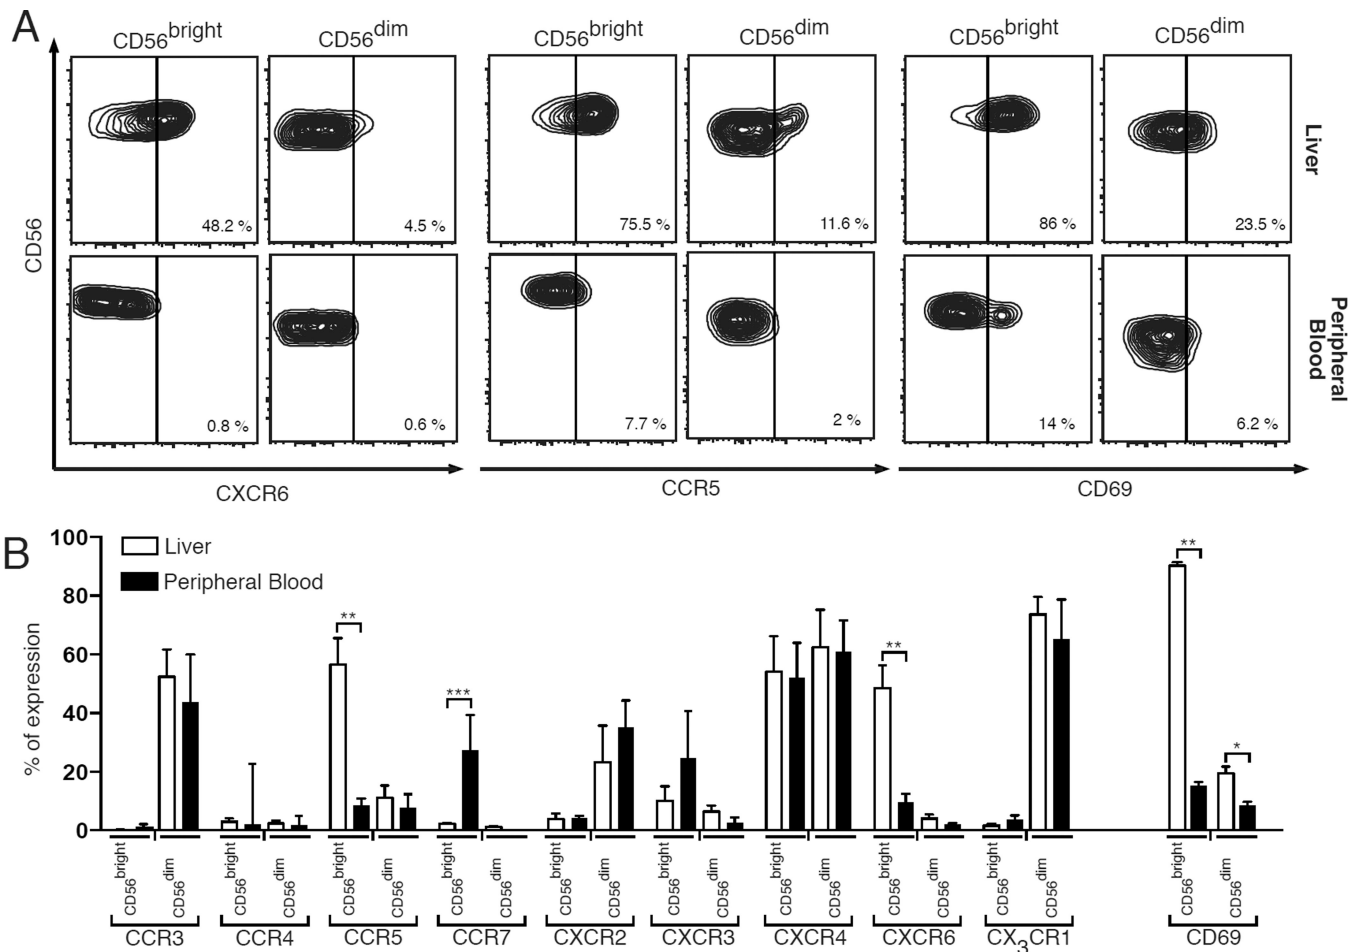 A
CD56bright CD56dim CD56bright CD56dim CD56bright CD56dim
CD56
48.2 % 4.5 % 75.5 % 11.6 % 86 % 23.5 %
Liver
0.8 % 0.6 % 7.7 % 2 % 14 % 6.2 %
Peripheral
Blood
CXCR6 CCR5 CD69
B
% of expression
100
80
60
40
20
0
Liver
Peripheral Blood
** *** ** ** *
CD56bright CD56dim CD56bright CD56dim CD56bright CD56dim CD56bright CD56dim CD56bright CD56dim CD56bright CD56dim CD56bright CD56dim CD56bright CD56dim CD56bright CD56dim CD56bright CD56dim
CCR3 CCR4 CCR5 CCR7 CXCR2 CXCR3 CXCR4 CXCR6 CX3CR1 CD69